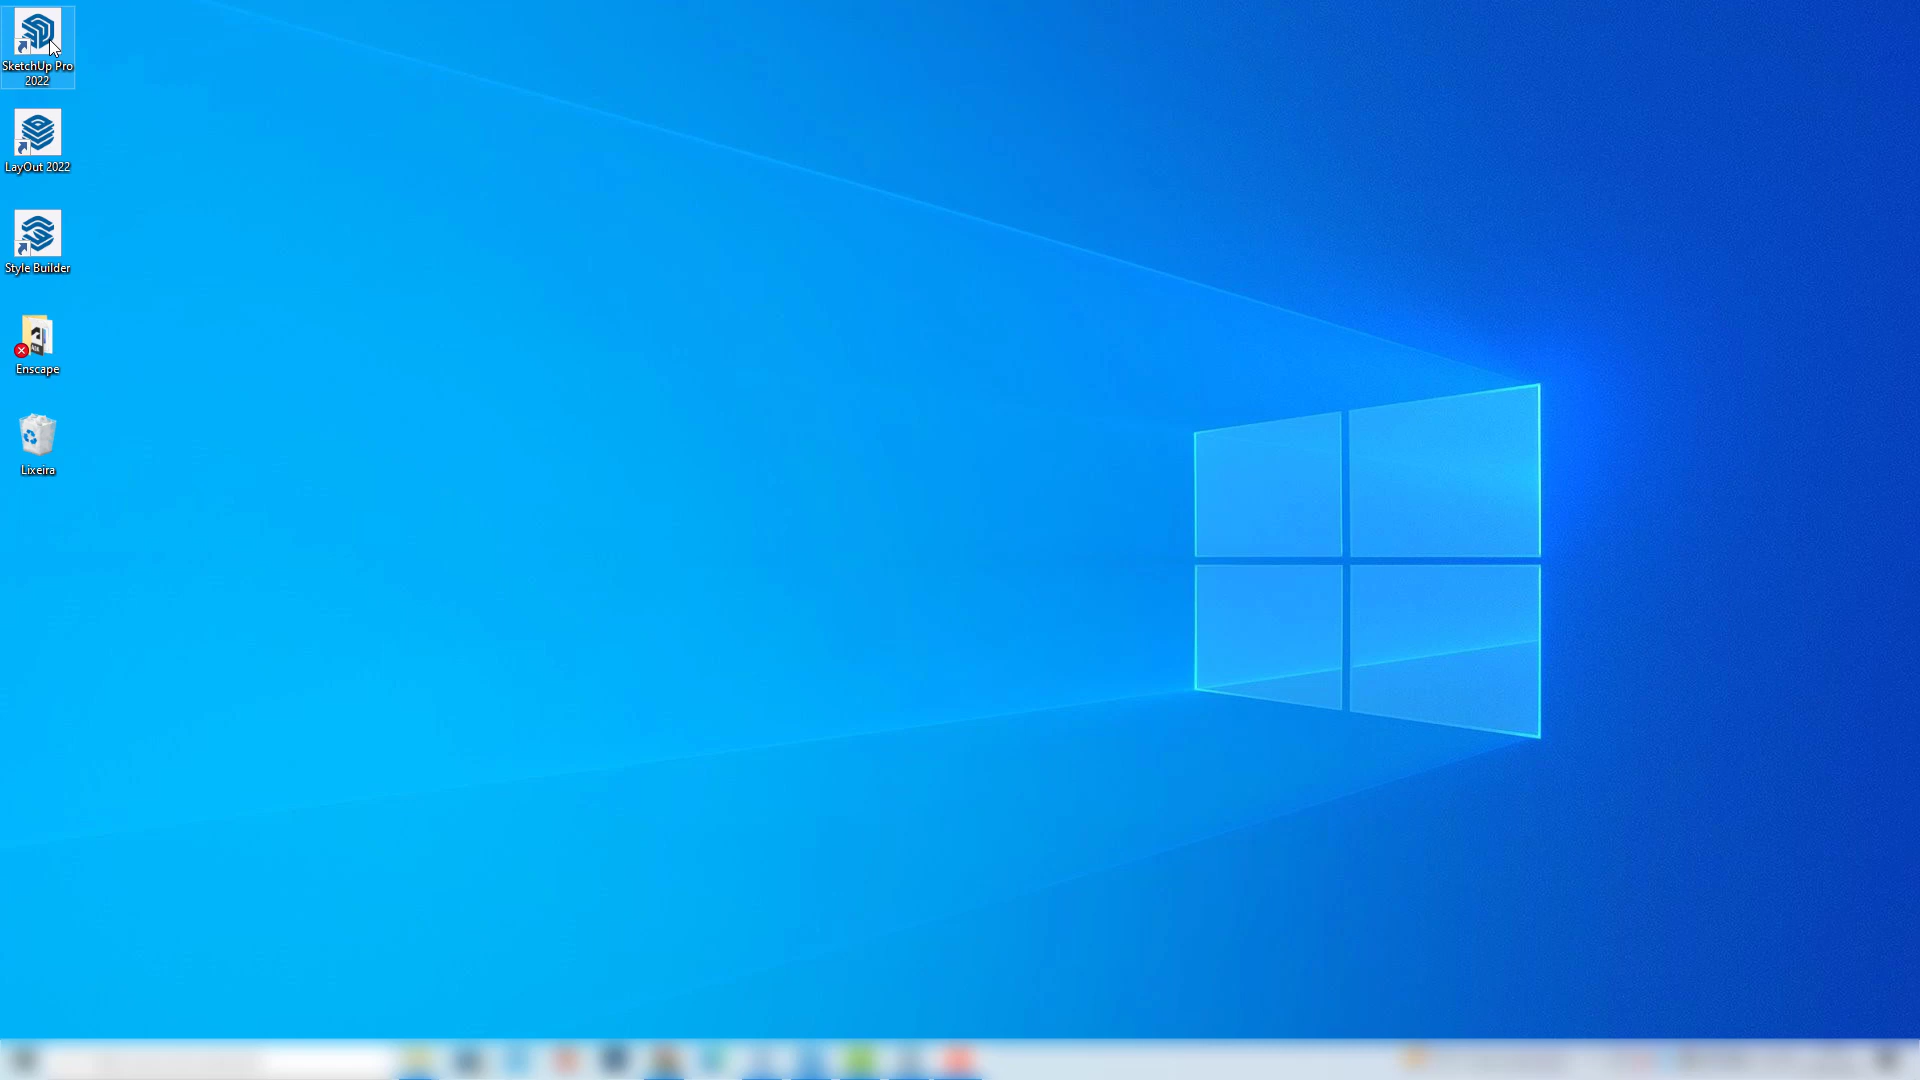 SketchUp Pro
2022
LayOut 2022
Style Builder
Enscape
Lixeira